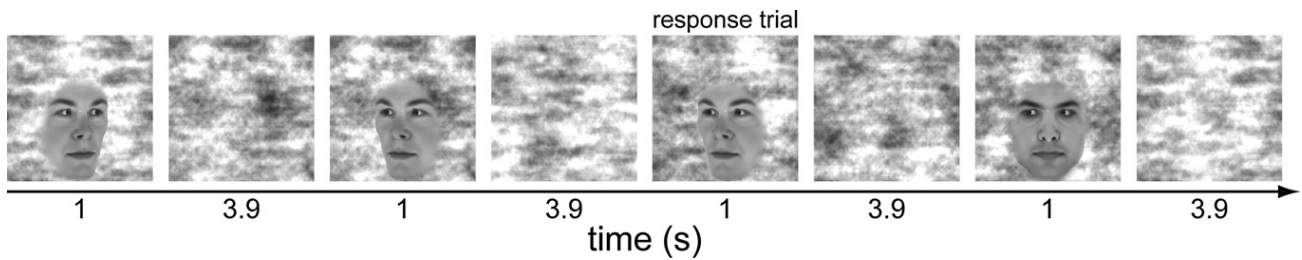 response trial
1 3.9 1 3.9 1 3.9 1 3.9
time (s)